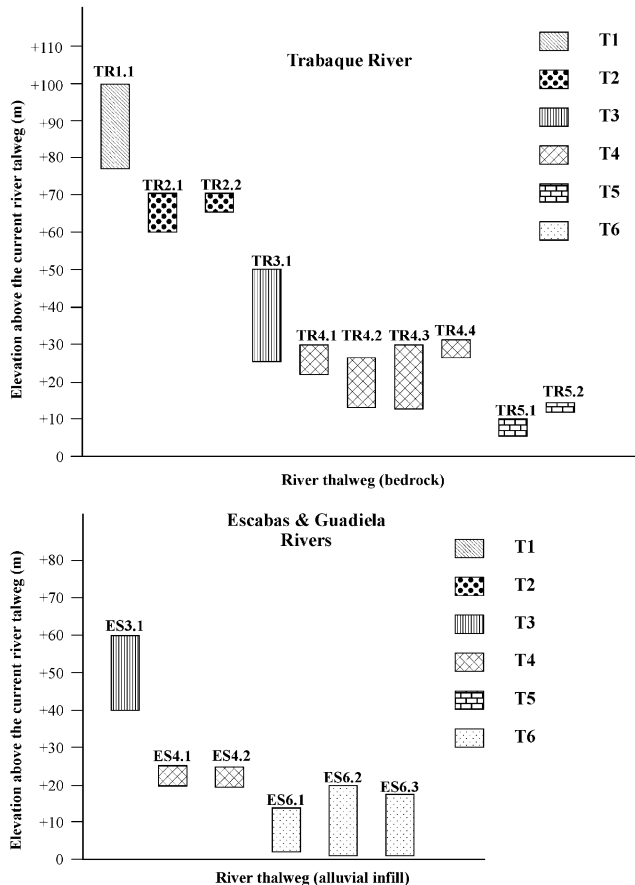 Trabaque River
T1
T2
T3
T4
T5
T6
Elevation above the current river talweg (m)
+110
+100
+90
+80
+70
+60
+50
+40
+30
+20
+10
0
TR1.1
TR2.1
TR2.2
TR3.1
TR4.1
TR4.2
TR4.3
TR4.4
TR5.1
TR5.2
River thalweg (bedrock)
Escabas & Guadiela
Rivers
T1
T2
T3
T4
T5
T6
Elevation above the current river talweg (m)
+80
+60
+50
+40
+30
+20
+10
0
ES3.1
ES4.1
ES4.2
ES6.1
ES6.2
ES6.3
River thalweg (alluvial infill)